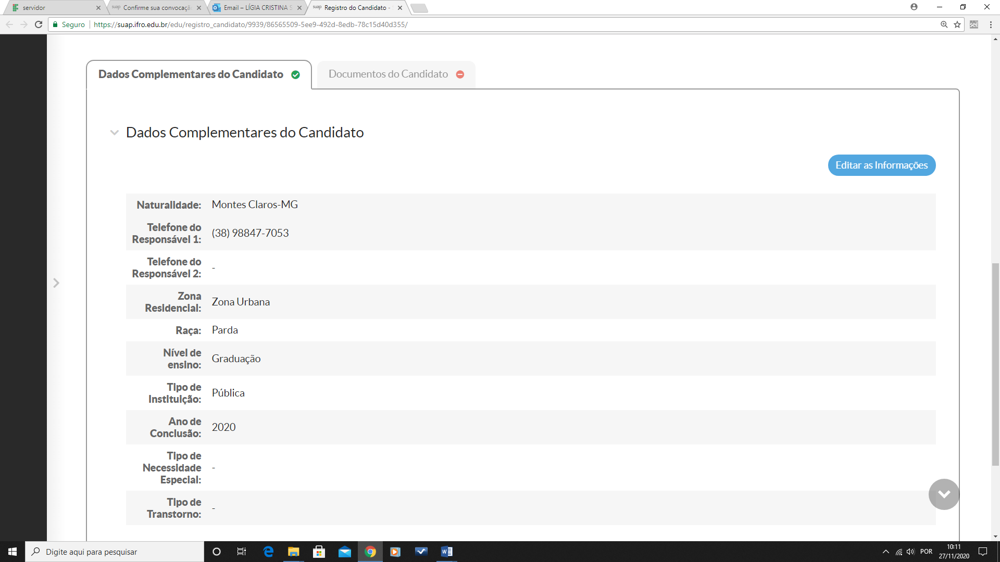 servidor
suap Confirme sua convocaçã
Email – LÍGIA CRISTINA S
suap Registro do Candidato -
Seguro https://suap.ifro.edu.br/edu/registro_candidato/9939/86565509-5ee9-492d-8edb-78c15d40d355/
sei!
Dados Complementares do Candidato
Documentos do Candidato
Dados Complementares do Candidato
Editar as Informações
Naturalidade: Montes Claros-MG
Telefone do
Responsável 1: (38) 98847-7053
Telefone do
Responsável 2: -
Zona
Residencial: Zona Urbana
Raça: Parda
Nível de
ensino: Graduação
Tipo de
Instituição: Pública
Ano de
Conclusão: 2020
Tipo de
Necessidade -
Especial:
Tipo de
Transtorno: -
Digite aqui para pesquisar
POR
10:11
27/11/2020